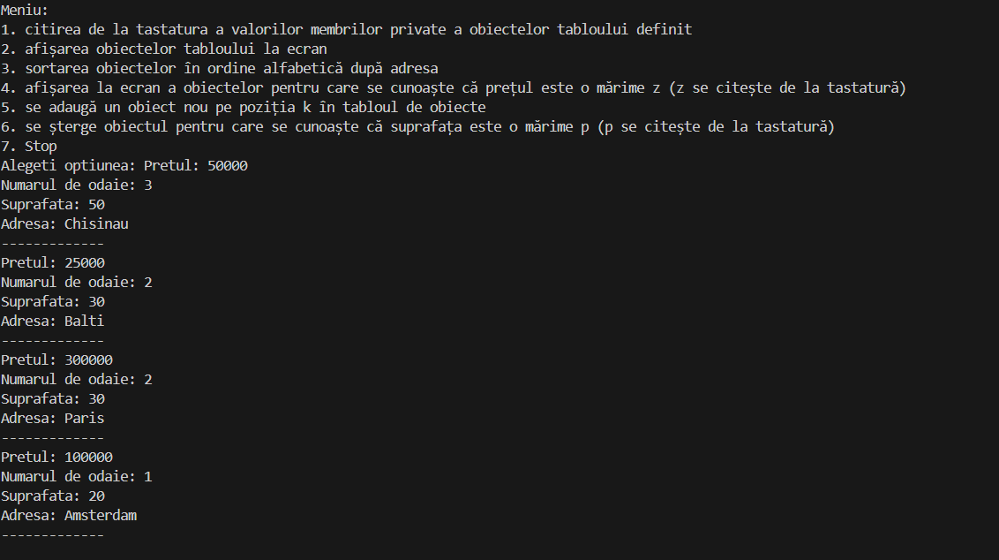 Meniu:
1. citirea de la tastatura a valorilor membrilor private a obiectelor tabloului definit
2. afișarea obiectelor tabloului la ecran
3. sortarea obiectelor în ordine alfabetică după adresa
4. afișarea la ecran a obiectelor pentru care se cunoaște că prețul este o mărime z (z se citește de la tastatură)
5. se adaugă un obiect nou pe poziția k în tabloul de obiecte
6. se șterge obiectul pentru care se cunoaște că suprafața este o mărime p (p se citește de la tastatură)
7. Stop
Alegeti optiunea: Pretul: 50000
Numarul de odaie: 3
Suprafata: 50
Adresa: Chisinau
-------------
Pretul: 25000
Numarul de odaie: 2
Suprafata: 30
Adresa: Balti
-------------
Pretul: 300000
Numarul de odaie: 2
Suprafata: 30
Adresa: Paris
-------------
Pretul: 100000
Numarul de odaie: 1
Suprafata: 20
Adresa: Amsterdam
-------------